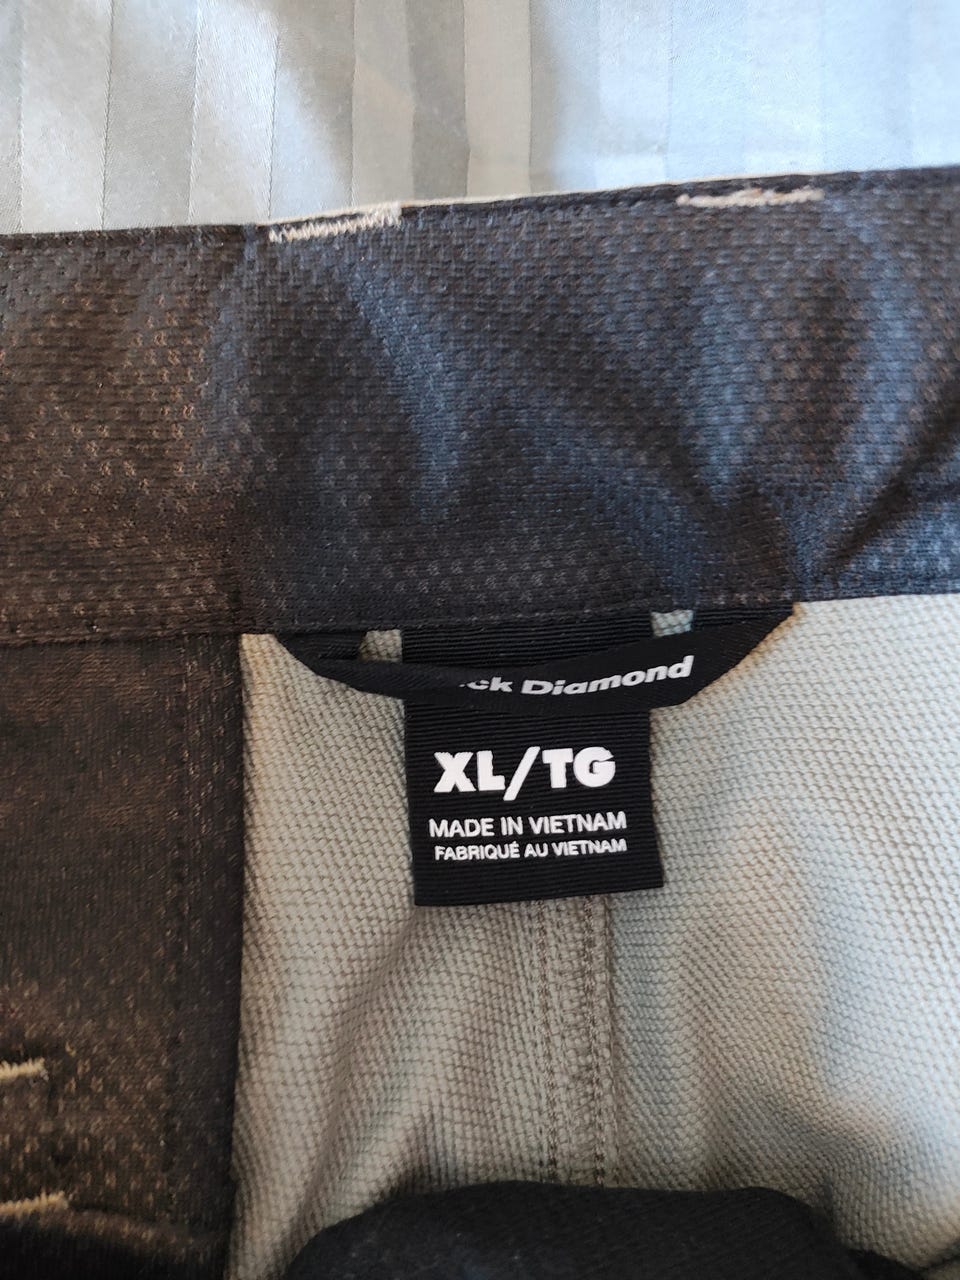 Diamond
XL/TG
MADE IN VIETNAM
FABRIQUÉ AU VIETNAM